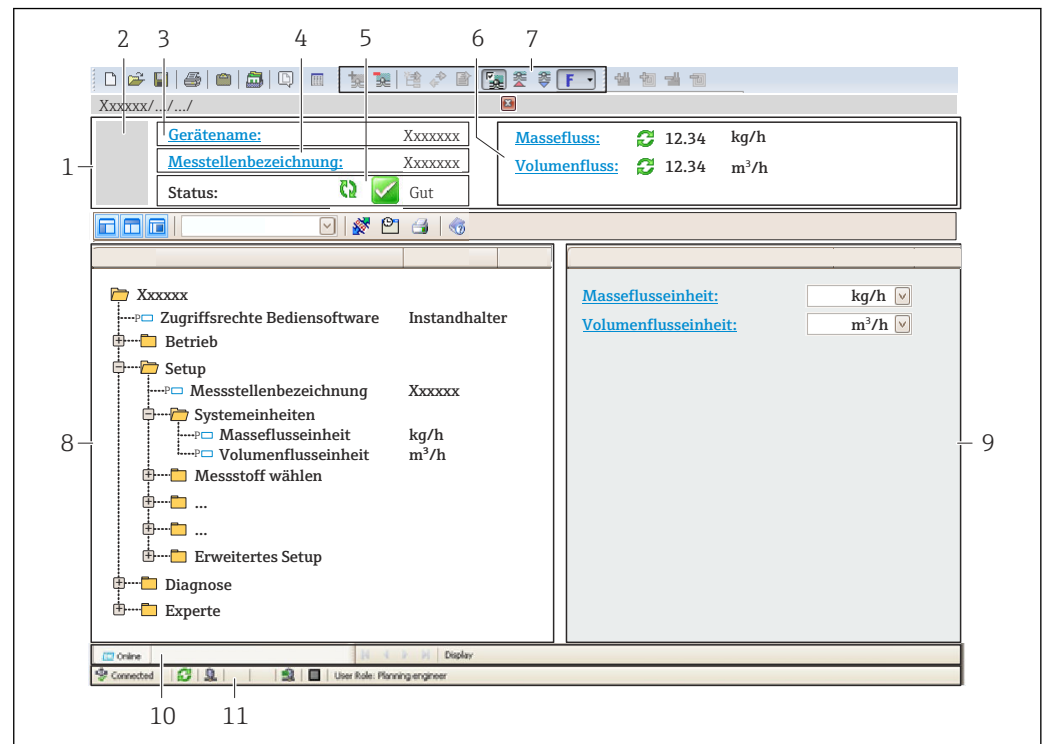 2 3 4 5 6 7
F
Xxxxxx/.../.../
1
Gerätename: Xxxxxxx
Messtellenbezeichnung: Xxxxxxx
Status: Gut
Massefluss: 12.34 kg/h
Volumenfluss: 12.34 m³/h
Xxxxxx
P Zugriffsrechte Bediensoftware Instandhalter
Betrieb
Setup
P Messstellenbezeichnung Xxxxxx
Systemeinheiten
P Masseflusseinheit kg/h
P Volumenflusseinheit m³/h
Messstoff wählen
...
...
Erweitertes Setup
Diagnose
Experte
8
Masseflusseinheit: kg/h
Volumenflusseinheit: m³/h
9
Online Display
Connected User Role: Planning engineer
10 11